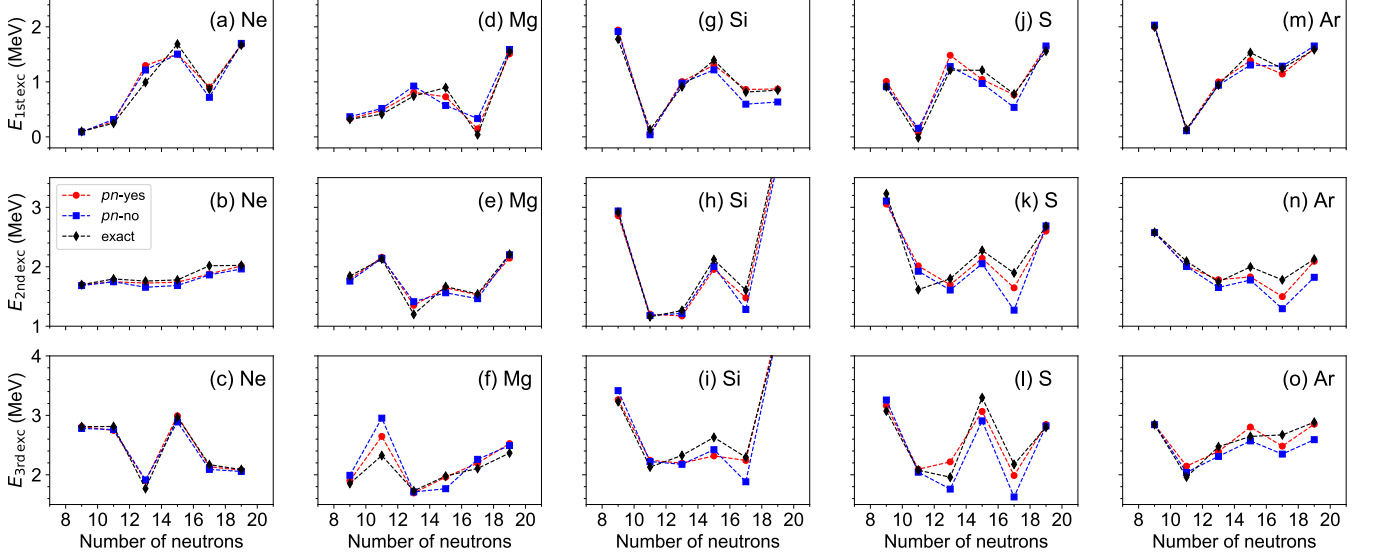 (a) Ne
(d) Mg
(g) Si
(j) S
(m) Ar
E1st exc (MeV)
2
1
0
(b) Ne
(e) Mg
(h) Si
(k) S
(n) Ar
pn-yes
pn-no
exact
E2nd exc (MeV)
3
2
1
(c) Ne
(f) Mg
(i) Si
(l) S
(o) Ar
E3rd exc (MeV)
4
3
2
8 10 12 14 16 18 20
8 10 12 14 16 18 20
8 10 12 14 16 18 20
8 10 12 14 16 18 20
8 10 12 14 16 18 20
Number of neutrons
Number of neutrons
Number of neutrons
Number of neutrons
Number of neutrons